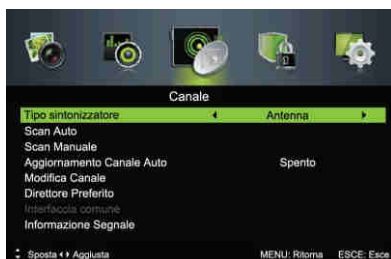 Canale
Tipo sintonizzatore Antenna
Scan Auto
Scan Manuale
Aggiornamento Canale Auto Spento
Modifica Canale
Direttore Preferito
Interfaccia comune
Informazione Segnale
Sposta Aggiusta MENU: Ritorna ESCE: Esce